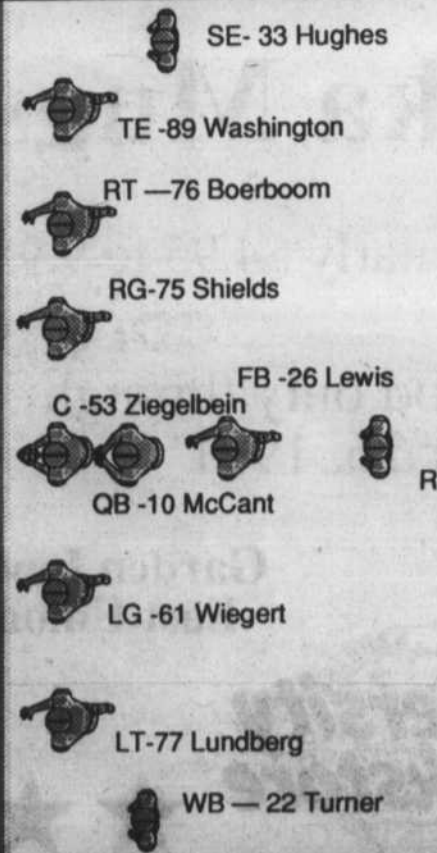 SE- 33 Hughes
TE -89 Washington
RT —76 Boerboom
RG-75 Shields
FB -26 Lewis
C -53 Ziegelbein
R
QB -10 McCant
LG -61 Wiegert
LT-77 Lundberg
WB — 22 Turner